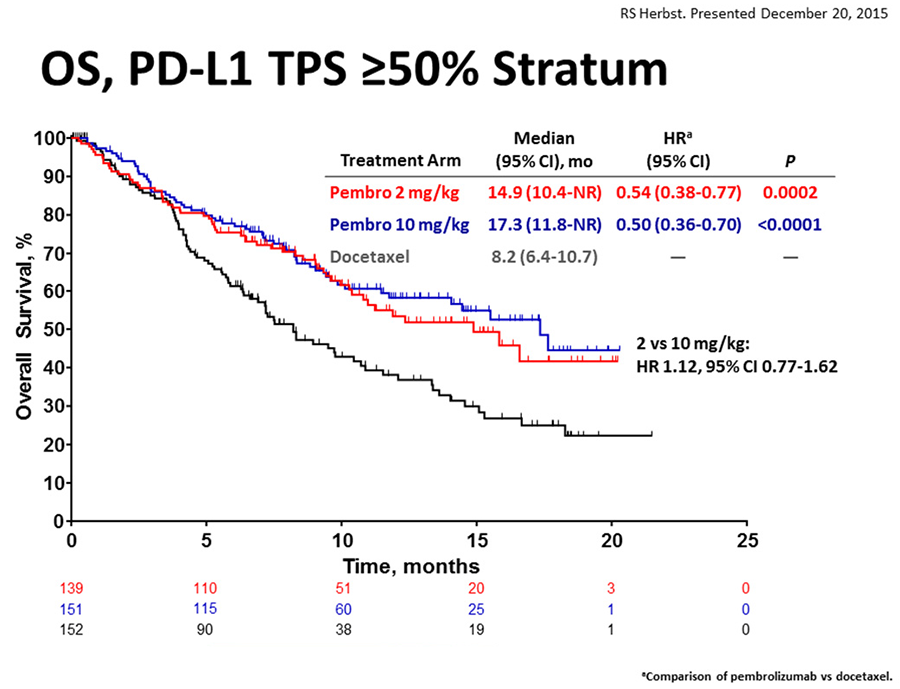 RS Herbst. Presented December 20, 2015
OS, PD-L1 TPS ≥50% Stratum
Treatment Arm Median (95% CI), mo HRᵃ (95% CI) P
Pembro 2 mg/kg 14.9 (10.4-NR) 0.54 (0.38-0.77) 0.0002
Pembro 10 mg/kg 17.3 (11.8-NR) 0.50 (0.36-0.70) <0.0001
Docetaxel 8.2 (6.4-10.7) — —
2 vs 10 mg/kg:
HR 1.12, 95% CI 0.77-1.62
Overall Survival, %
100
90
80
70
60
50
40
30
20
10
0
0 5 10 15 20 25
Time, months
139 110 51 20 3 0
151 115 60 25 1 0
152 90 38 19 1 0
ᵃComparison of pembrolizumab vs docetaxel.